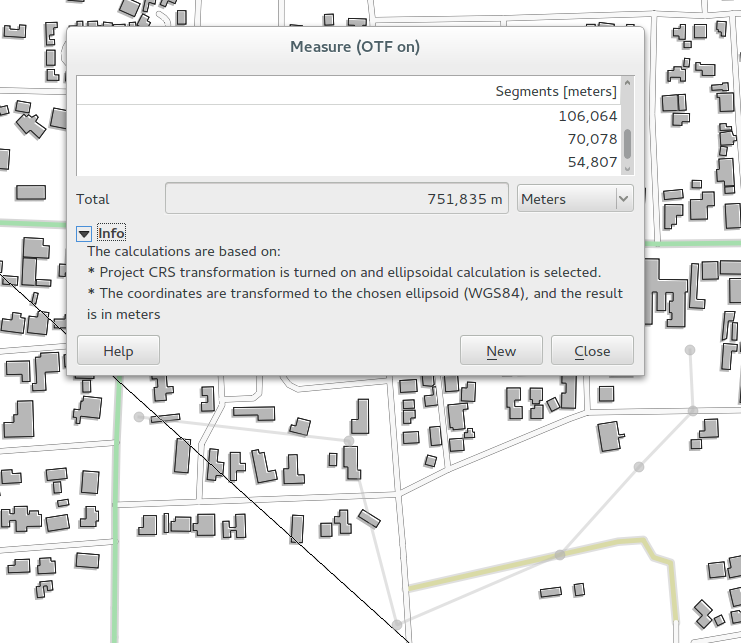 Measure (OTF on)
Segments [meters]
106,064
70,078
54,807
Total 751,835 m Meters
Info
The calculations are based on:
* Project CRS transformation is turned on and ellipsoidal calculation is selected.
* The coordinates are transformed to the chosen ellipsoid (WGS84), and the result
is in meters
Help New Close